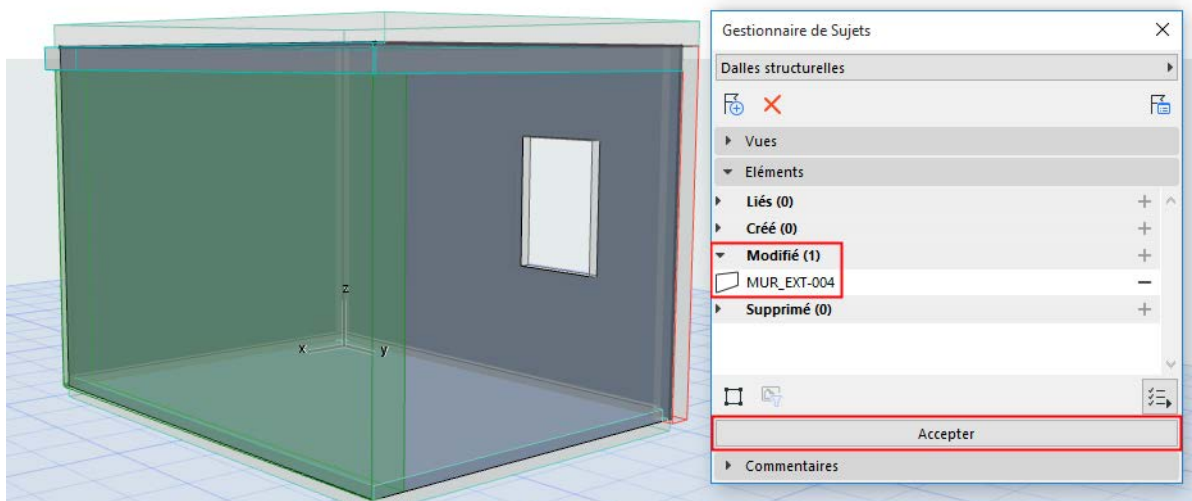 Gestionnaire de Sujets
Dalles structurelles
Vues
Eléments
Liés (0)
Créé (0)
Modifié (1)
MUR_EXT-004
Supprimé (0)
Accepter
Commentaires
z
x
y